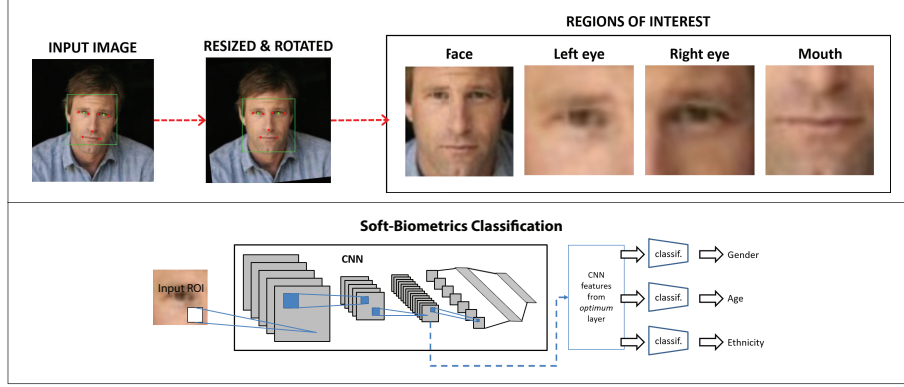 REGIONS OF INTEREST
INPUT IMAGE
RESIZED & ROTATED
Face
Left eye
Right eye
Mouth
Soft-Biometrics Classification
CNN
Input ROI
CNN
features
from
optimum
layer
classif.
Gender
classif.
Age
classif.
Ethnicity